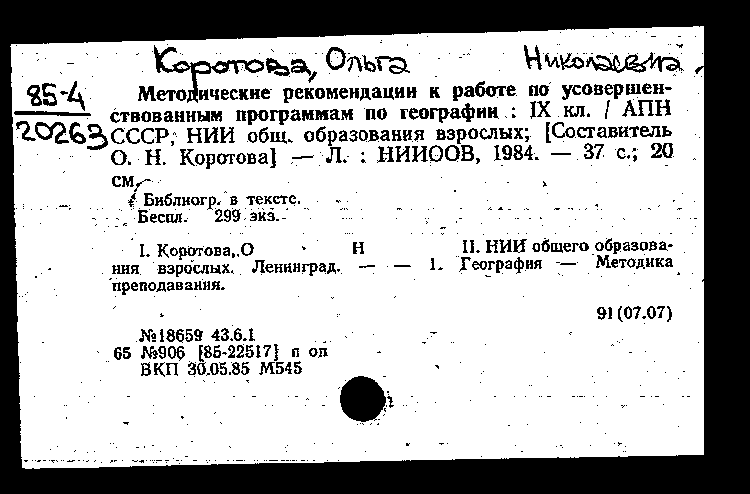 Коротова, Ольга Николаевна
85-4
20263
Методические рекомендации к работе по усовершен-
ствованным программам по географии : IX кл. / АПН
СССР, НИИ общ. образования взрослых; [Составитель
О. Н. Коротова] — Л. : НИИООВ, 1984. — 37 с.; 20
см.
Библиогр. в тексте.
Беспл. 299 экз.
I. Коротова, О Н II. НИИ общего образова-
ния взрослых. Ленинград. — — 1. География — Методика
преподавания.
91(07.07)
№18659 43.6.1
65 №906 [85-22517] п оп
ВКП 30.05.85 М545